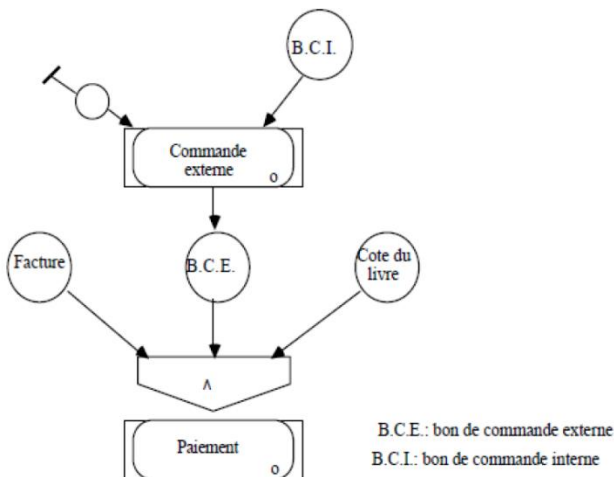 B.C.I.
Commande
externe
o
Facture
B.C.E.
Cote du
livre
∧
Paiement
o
B.C.E.: bon de commande externe
B.C.I.: bon de commande interne